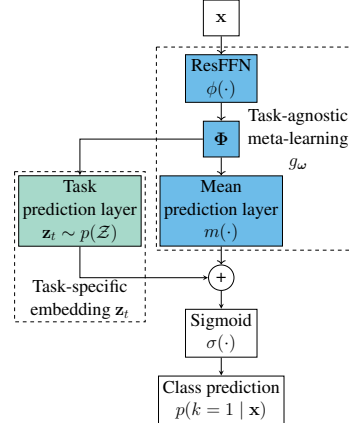 x
ResFFN
ϕ(·)
Task-agnostic
meta-learning
g_ω
Φ
Task
prediction layer
z_t ∼ p(𝒵)
Mean
prediction layer
m(·)
Task-specific
embedding z_t
+
Sigmoid
σ(·)
Class prediction
p(k = 1 | x)